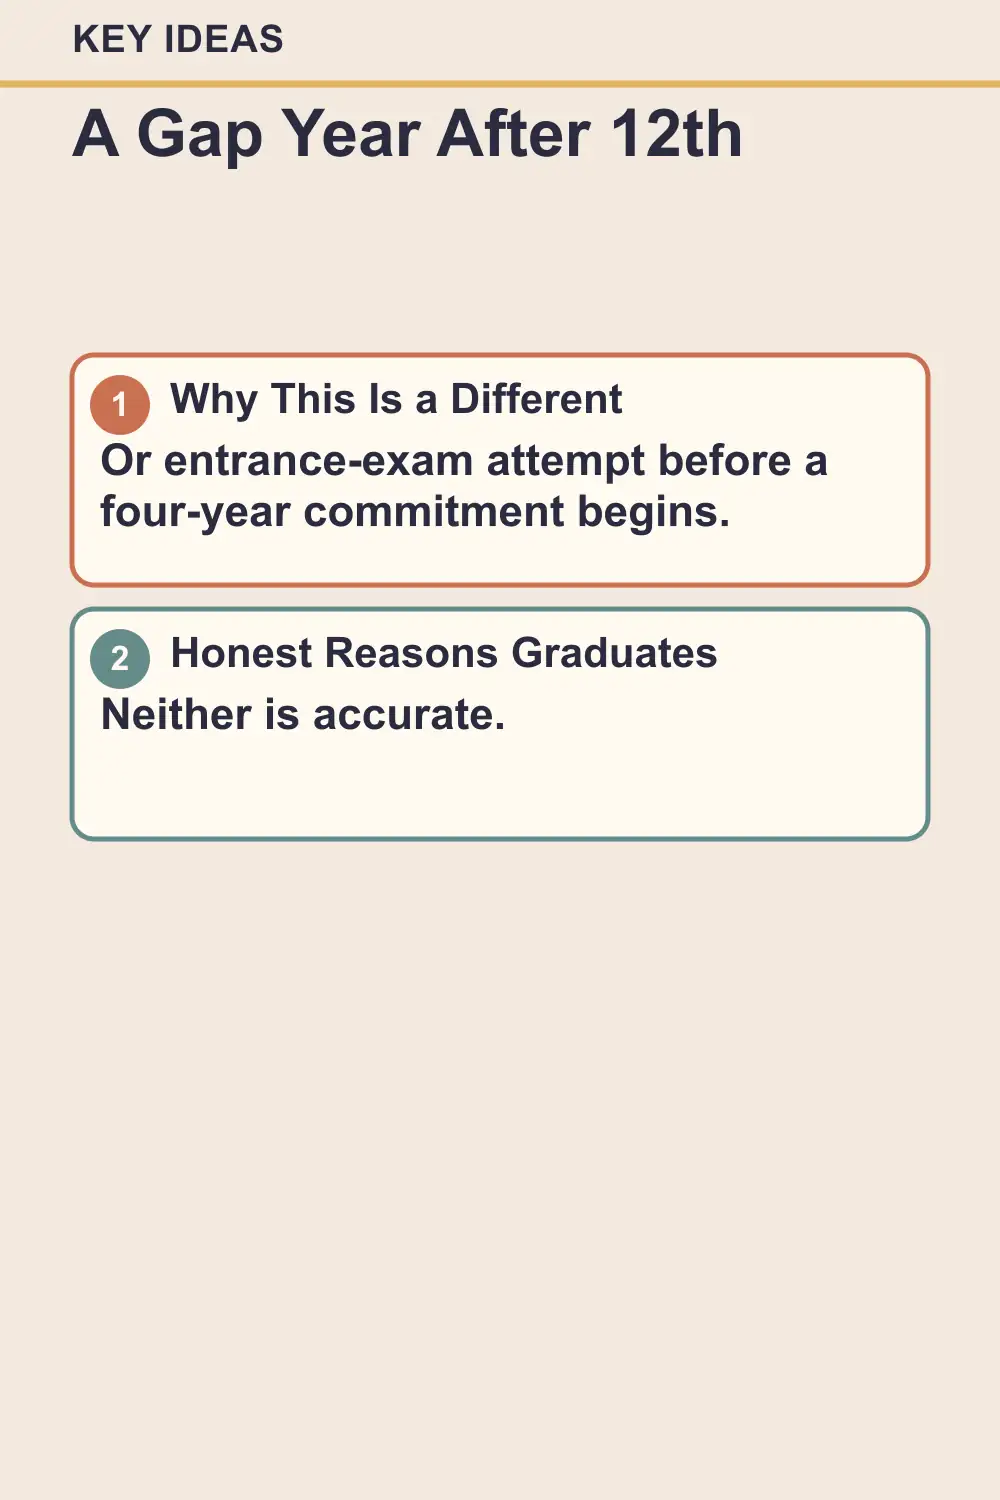 KEY IDEAS
A Gap Year After 12th
1 Why This Is a Different
Or entrance-exam attempt before a
four-year commitment begins.
2 Honest Reasons Graduates
Neither is accurate.